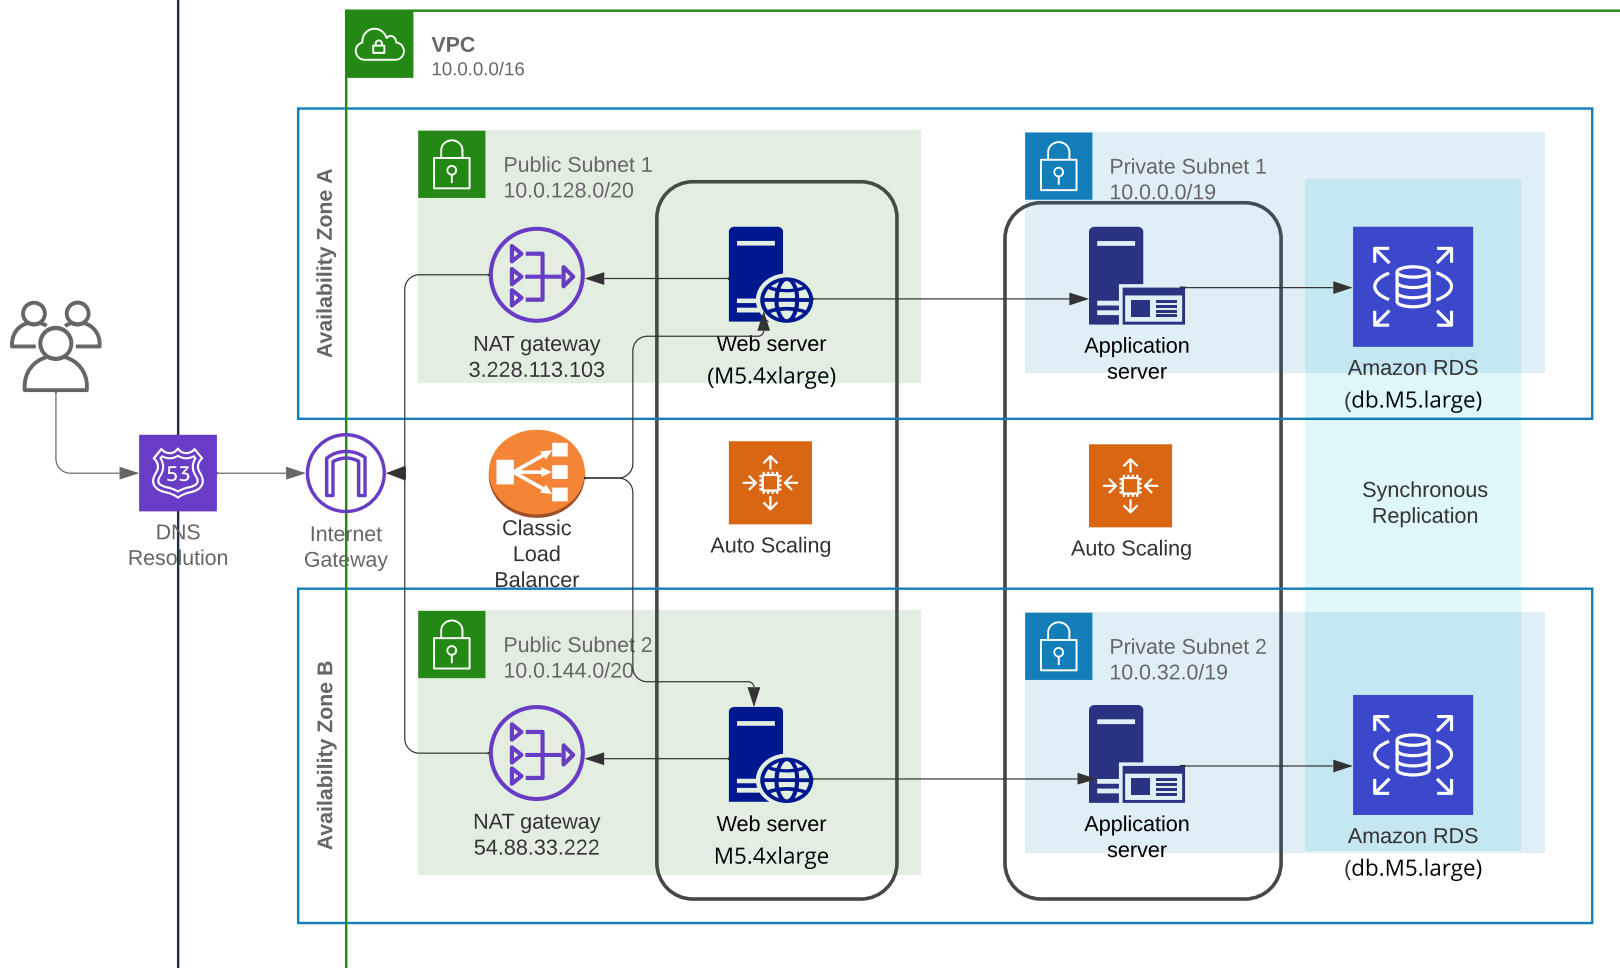 VPC
10.0.0.0/16
Availability Zone A
Public Subnet 1
10.0.128.0/20
Private Subnet 1
10.0.0.0/19
NAT gateway
3.228.113.103
Web server
(M5.4xlarge)
Application
server
Amazon RDS
(db.M5.large)
53
DNS
Resolution
Internet
Gateway
Classic
Load
Balancer
Auto Scaling
Auto Scaling
Synchronous
Replication
Availability Zone B
Public Subnet 2
10.0.144.0/20
Private Subnet 2
10.0.32.0/19
NAT gateway
54.88.33.222
Web server
M5.4xlarge
Application
server
Amazon RDS
(db.M5.large)